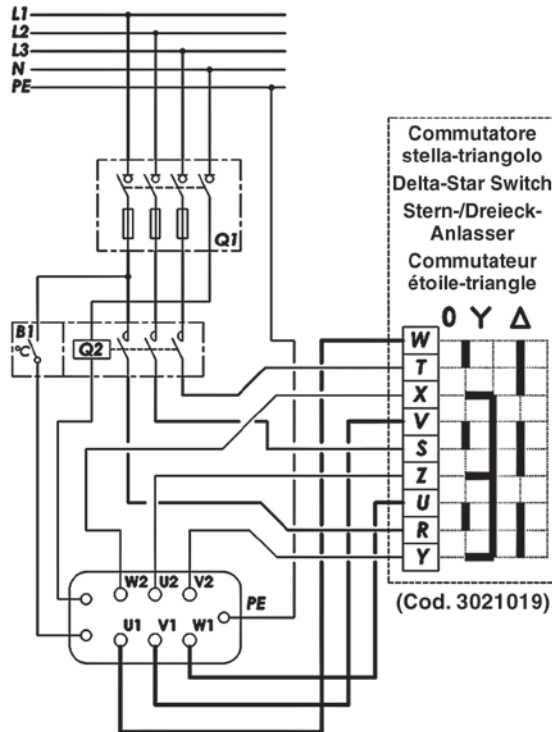 L1
L2
L3
N
PE
Q1
B1
°C
Q2
W2 U2 V2
PE
U1 V1 W1
Commutatore
stella-triangolo
Delta-Star Switch
Stern-/Dreieck-
Anlasser
Commutateur
étoile-triangle
0 Y Δ
W
T
X
V
S
Z
U
R
Y
(Cod. 3021019)